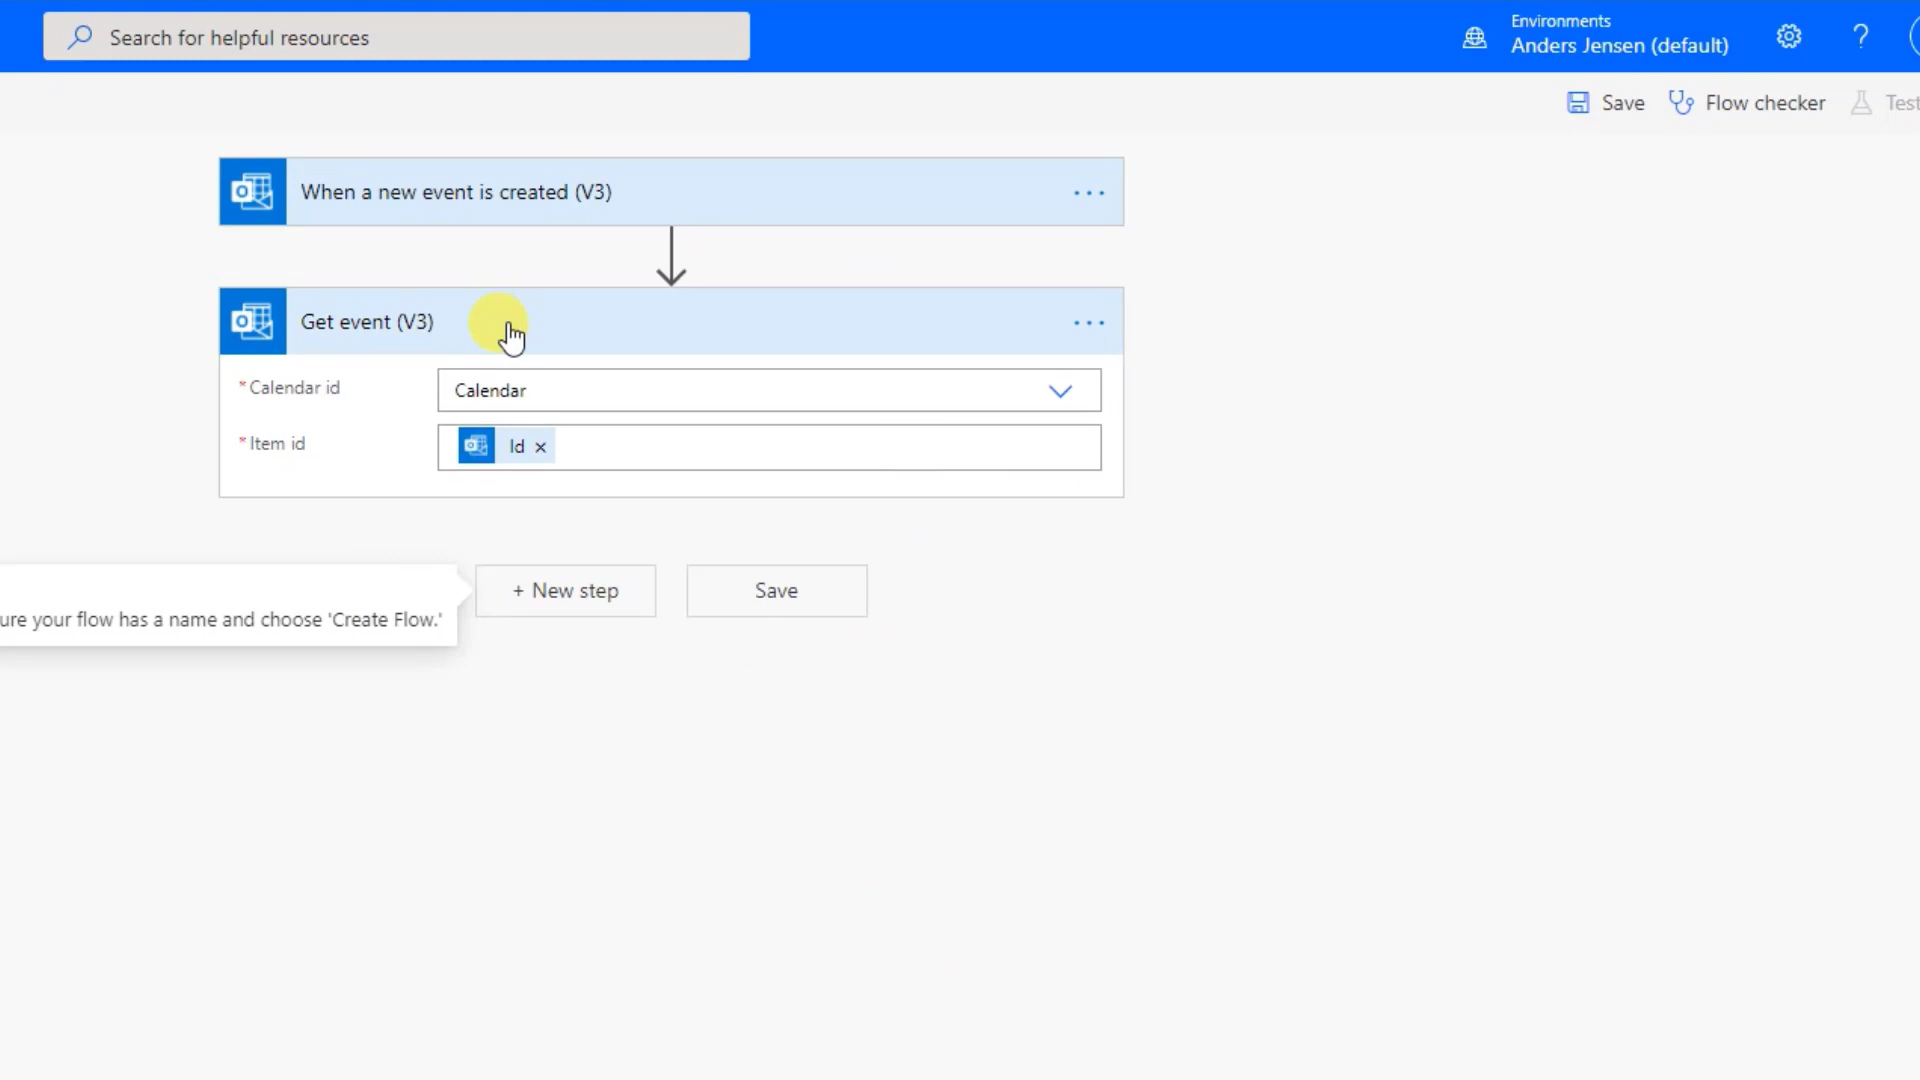 Search for helpful resources
Environments
Anders Jensen (default)
?
Save
Flow checker
Test
When a new event is created (V3)
...
Get event (V3)
...
*Calendar id
Calendar
*Item id
Id ×
+ New step
Save
ure your flow has a name and choose 'Create Flow.'